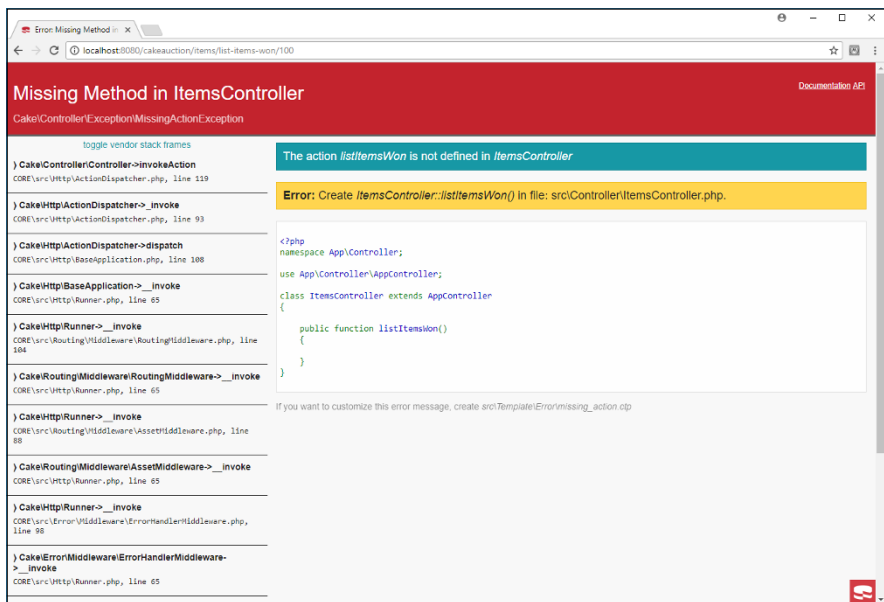 Error: Missing Method in
localhost:8080/cakeauction/items/list-items-won/100
Missing Method in ItemsController
Documentation API
Cake\Controller\Exception\MissingActionException
toggle vendor stack frames
⟩ Cake\Controller\Controller->invokeAction
CORE\src\Http\ActionDispatcher.php, line 119
⟩ Cake\Http\ActionDispatcher->_invoke
CORE\src\Http\ActionDispatcher.php, line 93
⟩ Cake\Http\ActionDispatcher->dispatch
CORE\src\Http\BaseApplication.php, line 108
⟩ Cake\Http\BaseApplication->__invoke
CORE\src\Http\Runner.php, line 65
⟩ Cake\Http\Runner->__invoke
CORE\src\Routing\Middleware\RoutingMiddleware.php, line
104
⟩ Cake\Routing\Middleware\RoutingMiddleware->__invoke
CORE\src\Http\Runner.php, line 65
⟩ Cake\Http\Runner->__invoke
CORE\src\Routing\Middleware\AssetMiddleware.php, line
88
⟩ Cake\Routing\Middleware\AssetMiddleware->__invoke
CORE\src\Http\Runner.php, line 65
⟩ Cake\Http\Runner->__invoke
CORE\src\Error\Middleware\ErrorHandlerMiddleware.php,
line 98
⟩ Cake\Error\Middleware\ErrorHandlerMiddleware-
>__invoke
CORE\src\Http\Runner.php, line 65
The action listItemsWon is not defined in ItemsController
Error: Create ItemsController::listItemsWon() in file: src\Controller\ItemsController.php.
<?php
namespace App\Controller;
use App\Controller\AppController;
class ItemsController extends AppController
{
public function listItemsWon()
{
}
}
If you want to customize this error message, create src\Template\Error\missing_action.ctp